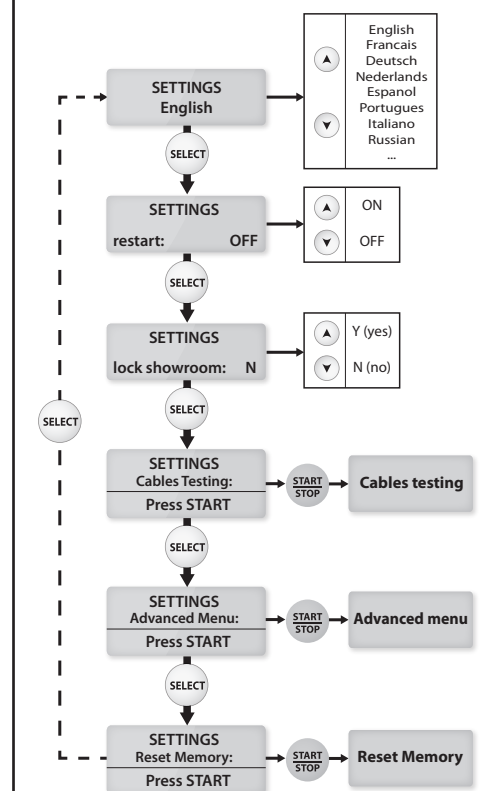 SETTINGS
English
English
Francais
Deutsch
Nederlands
Espanol
Portugues
Italiano
Russian
...
SELECT
SETTINGS
restart: OFF
ON
OFF
SELECT
SETTINGS
lock showroom: N
Y (yes)
N (no)
SELECT
SELECT
SETTINGS
Cables Testing:
Press START
START
STOP
Cables testing
SELECT
SETTINGS
Advanced Menu:
Press START
START
STOP
Advanced menu
SELECT
SETTINGS
Reset Memory:
Press START
START
STOP
Reset Memory